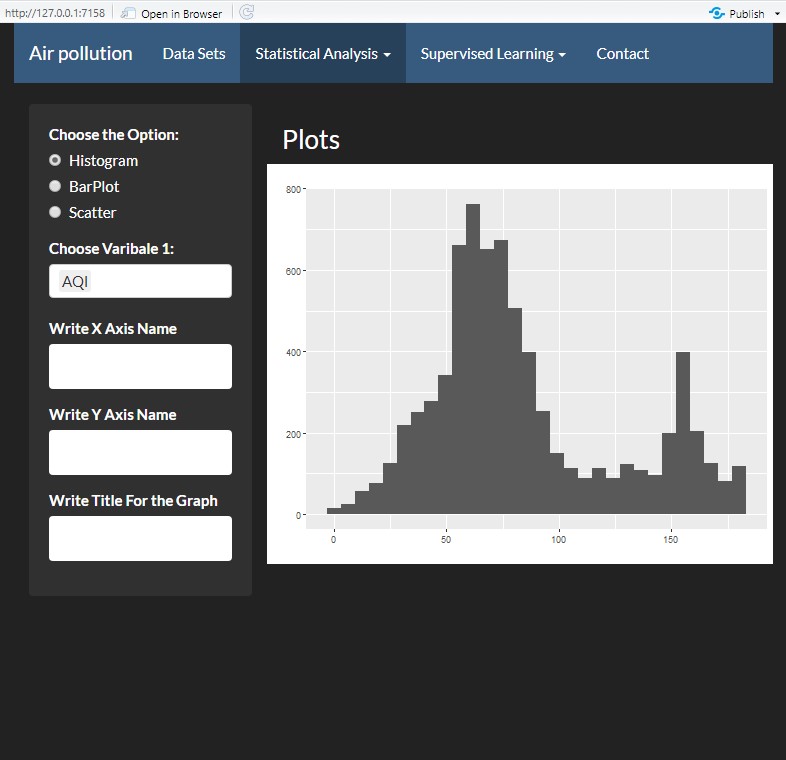 http://127.0.0.1:7158 Open in Browser Publish
Air pollution Data Sets Statistical Analysis Supervised Learning Contact
Choose the Option:
Histogram
BarPlot
Scatter
Choose Varibale 1:
AQI
Write X Axis Name
Write Y Axis Name
Write Title For the Graph
Plots
800
600
400
200
0
0 50 100 150